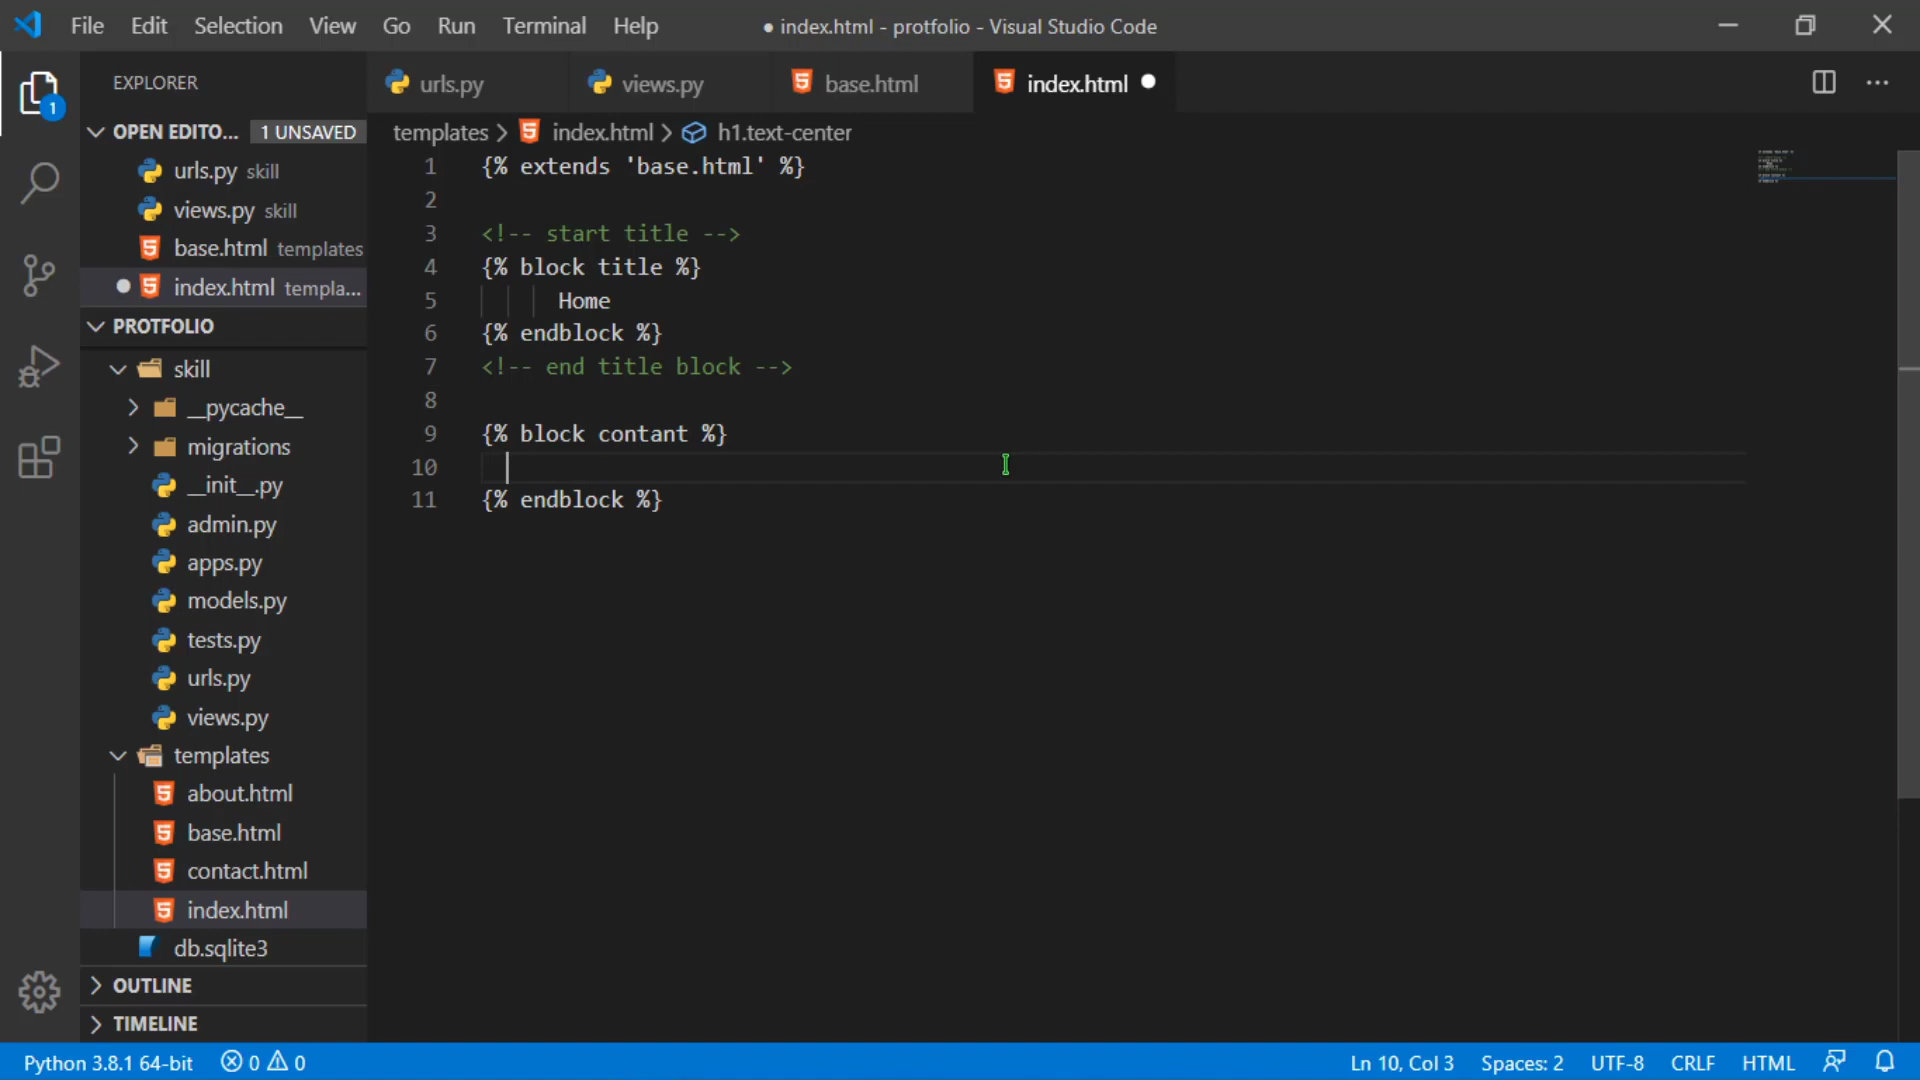 File Edit Selection View Go Run Terminal Help
● index.html - protfolio - Visual Studio Code
EXPLORER
OPEN EDITO... 1 UNSAVED
urls.py skill
views.py skill
base.html templates
index.html templa...
PROTFOLIO
skill
__pycache__
migrations
__init__.py
admin.py
apps.py
models.py
tests.py
urls.py
views.py
templates
about.html
base.html
contact.html
index.html
db.sqlite3
OUTLINE
TIMELINE
urls.py views.py base.html index.html
templates > index.html > h1.text-center
1 {% extends 'base.html' %}
2
3 <!-- start title -->
4 {% block title %}
5 Home
6 {% endblock %}
7 <!-- end title block -->
8
9 {% block contant %}
10
11 {% endblock %}
Python 3.8.1 64-bit 0 0 Ln 10, Col 3 Spaces: 2 UTF-8 CRLF HTML
1